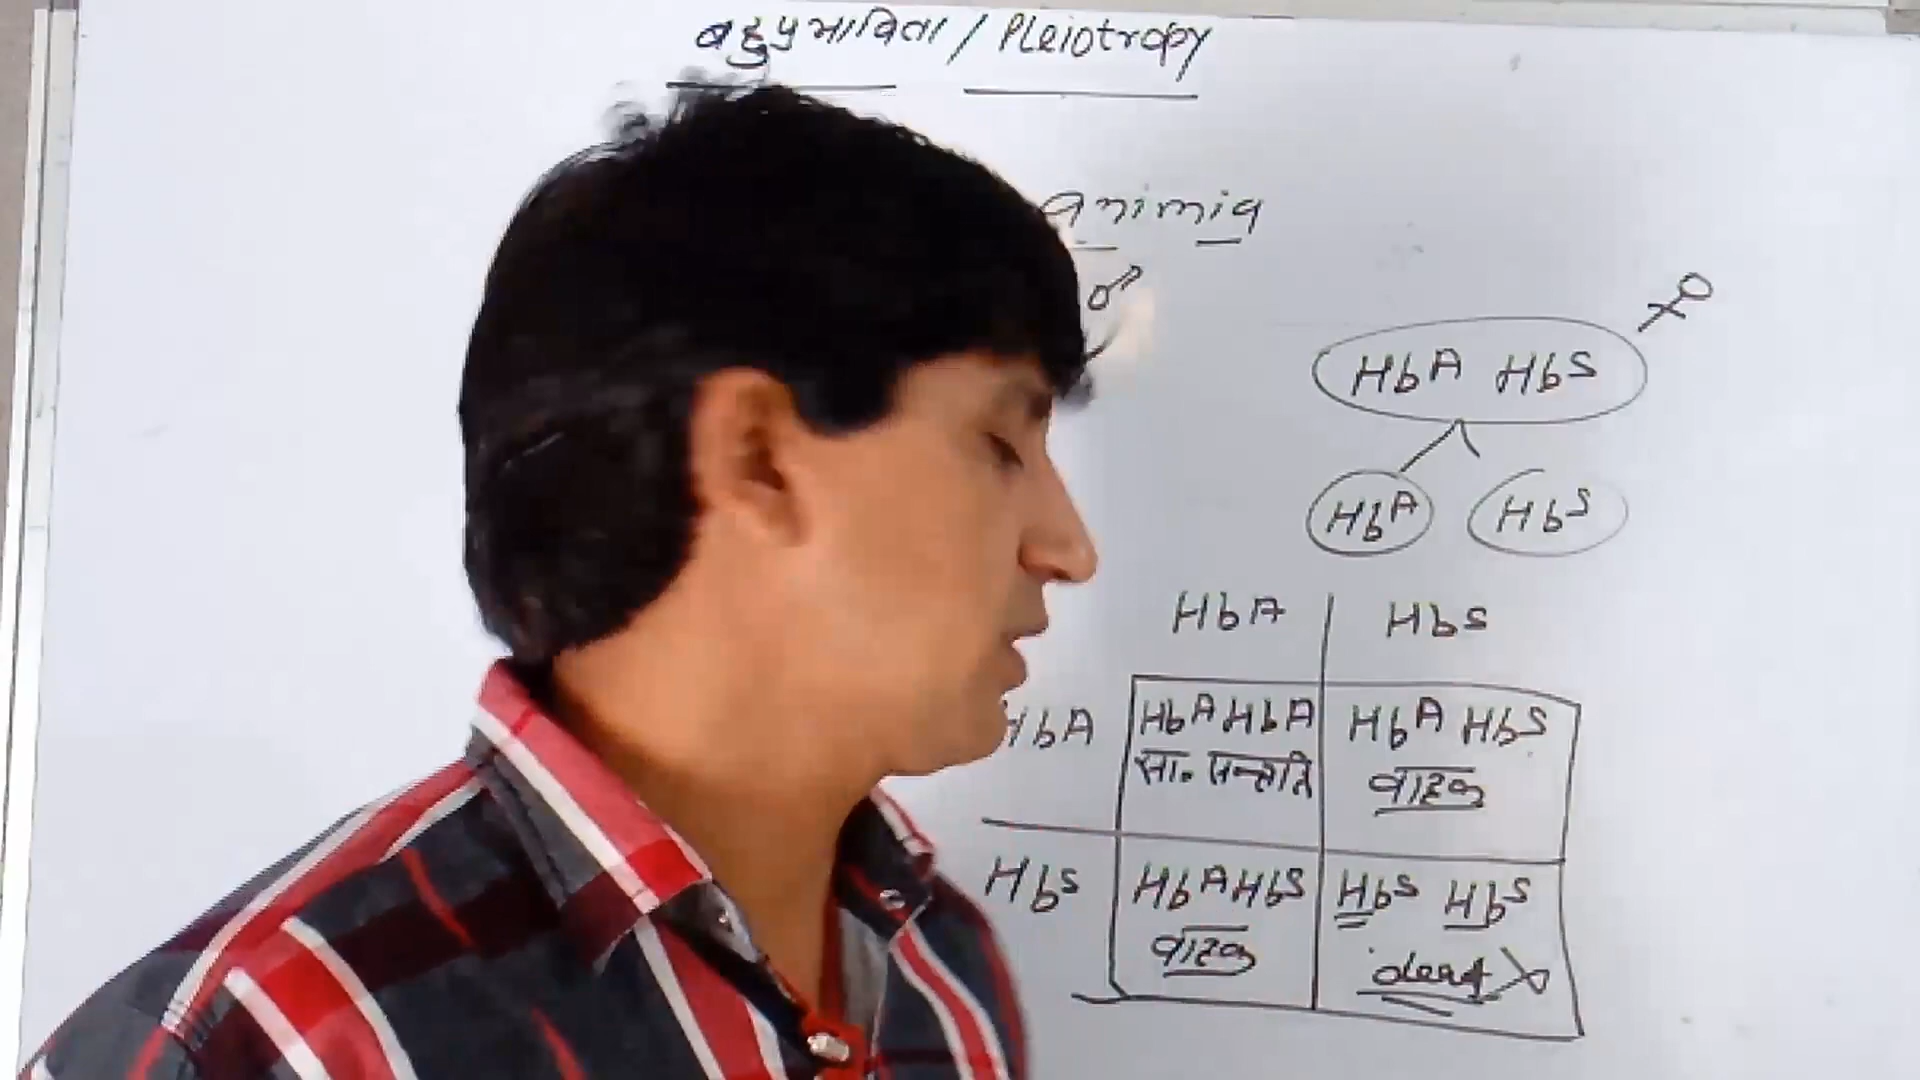 बहुप्रभाविता / Pleiotropy
animia
♂
♀
HbA HbS
HbA HbS
HbA HbS
HbA HbA HbA HbA HbS
सा. सन्तति वाहक
HbS HbA HbS HbS HbS
वाहक dead